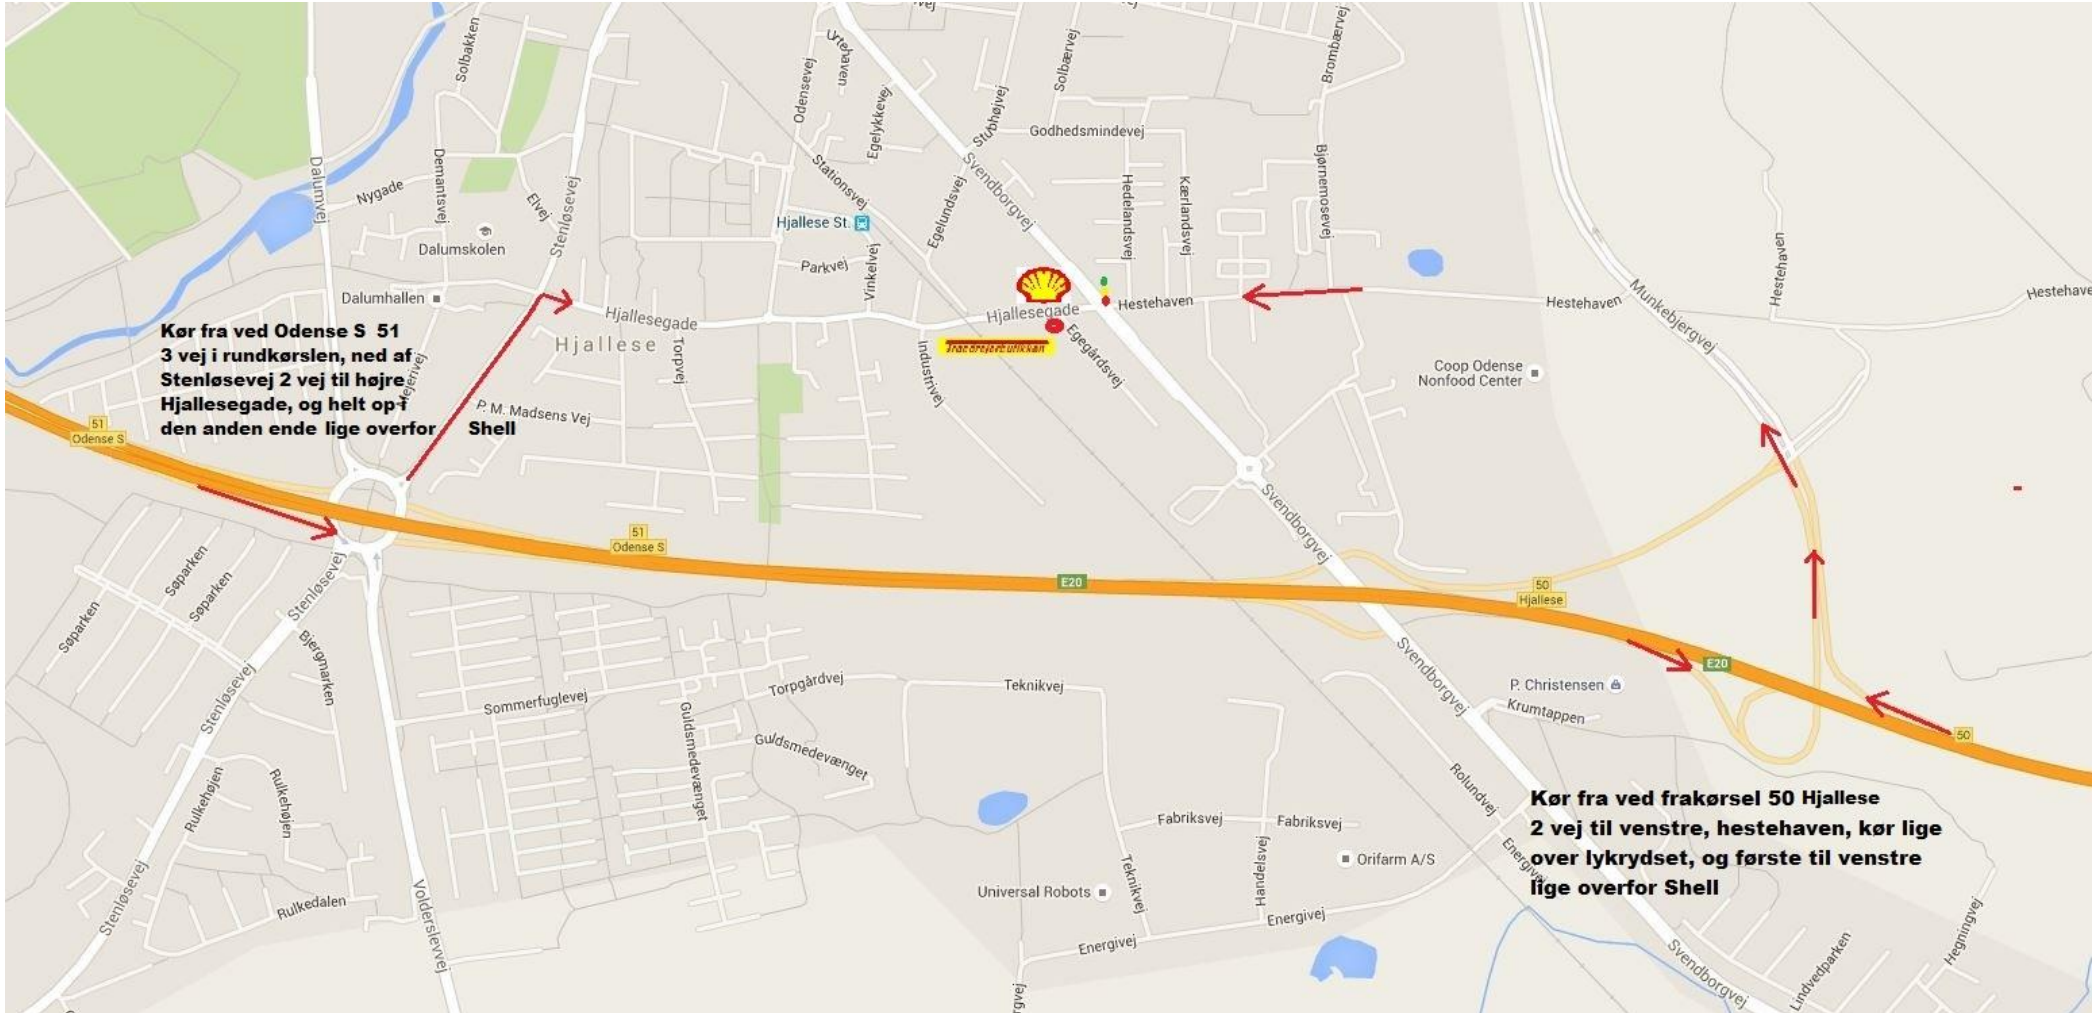 Solbakken
Odensevej
Urtehaven
Egelykkevej
Stubhøjvej
Solbærvej
Brombærvej
Godhedsmindevej
Dalumvej
Nygade
Demantsvej
Elvej
Stenløsevej
Stationsvej
Egelundsvej
Svendborgvej
Hedelandsvej
Kærlandsvej
Bjørnemosevej
Hestehaven
Dalumskolen
Hjallese St.
Parkvej
Vinkelvej
Dalumhallen
Hjallesegade
Hjallese
Torpvej
Industrivej
Hjallesegade
Egegårdsvej
Hestehaven
Hestehaven
Munkebjergvej
Hestehave
Kør fra ved Odense S 51
3 vej i rundkørslen, ned af
Stenløsevej 2 vej til højre
Hjallesegade, og helt op i
den anden ende lige overfor Shell
Mejerivej
P. M. Madsens Vej
Coop Odense
Nonfood Center
51
Odense S
51
Odense S
E20
Svendborgvej
50
Hjallese
E20
50
Søparken
Søparken
Søparken
Stenløsevej
Bjergmarken
Stenløsevej
Sommerfuglevej
Torpgårdvej
Guldsmedevænget
Guldsmedevænget
Teknikvej
Svendborgvej
P. Christensen
Krumtappen
Rulkehøjen
Rulkehøjen
Rulkedalen
Stenløsevej
Volderslevvej
Rolundvej
Fabriksvej
Fabriksvej
Teknikvej
Handelsvej
Orifarm A/S
Universal Robots
Energivej
Energivej
Energivej
Kør fra ved frakørsel 50 Hjallese
2 vej til venstre, hestehaven, kør lige
over lykrydset, og første til venstre
lige overfor Shell
Svendborgvej
Lindvedparken
Hegningvej